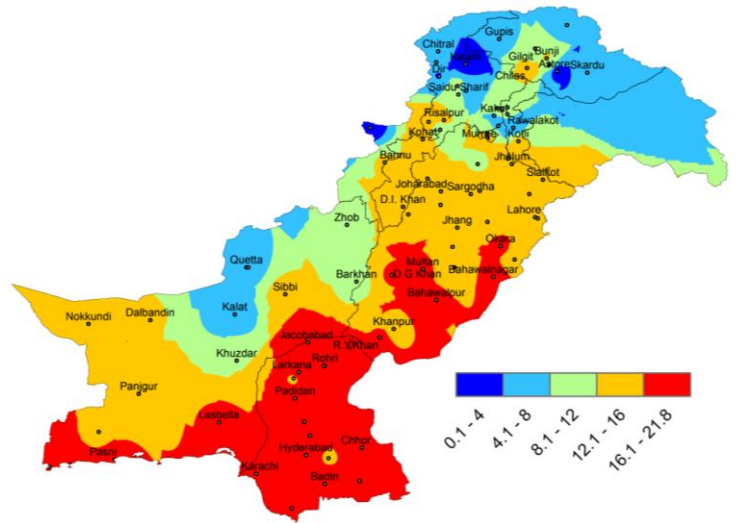 Gupis
Chitral
Bunji
Gilgit
Kalam
Astore
Skardu
Dir
Chilas
Saidu Sharif
Kakul
Risalpur
Rawalakot
Murree
Kotli
Kohat
Bannu
Jhelum
Sialkot
Joharabad
Sargodha
D.I. Khan
Lahore
Zhob
Jhang
Okara
Quetta
Multan
D.G Khan
Bahawalnagar
Barkhan
Sibbi
Bahawalpur
Kalat
Nokkundi
Dalbandin
Khanpur
Jacobabad
R.Y.Khan
Khuzdar
Rohri
Larkana
Panjgur
Padidan
Lasbella
Chhor
Hyderabad
Pasni
Karachi
Badin
0.1 - 4
4.1 - 8
8.1 - 12
12.1 - 16
16.1 - 21.8